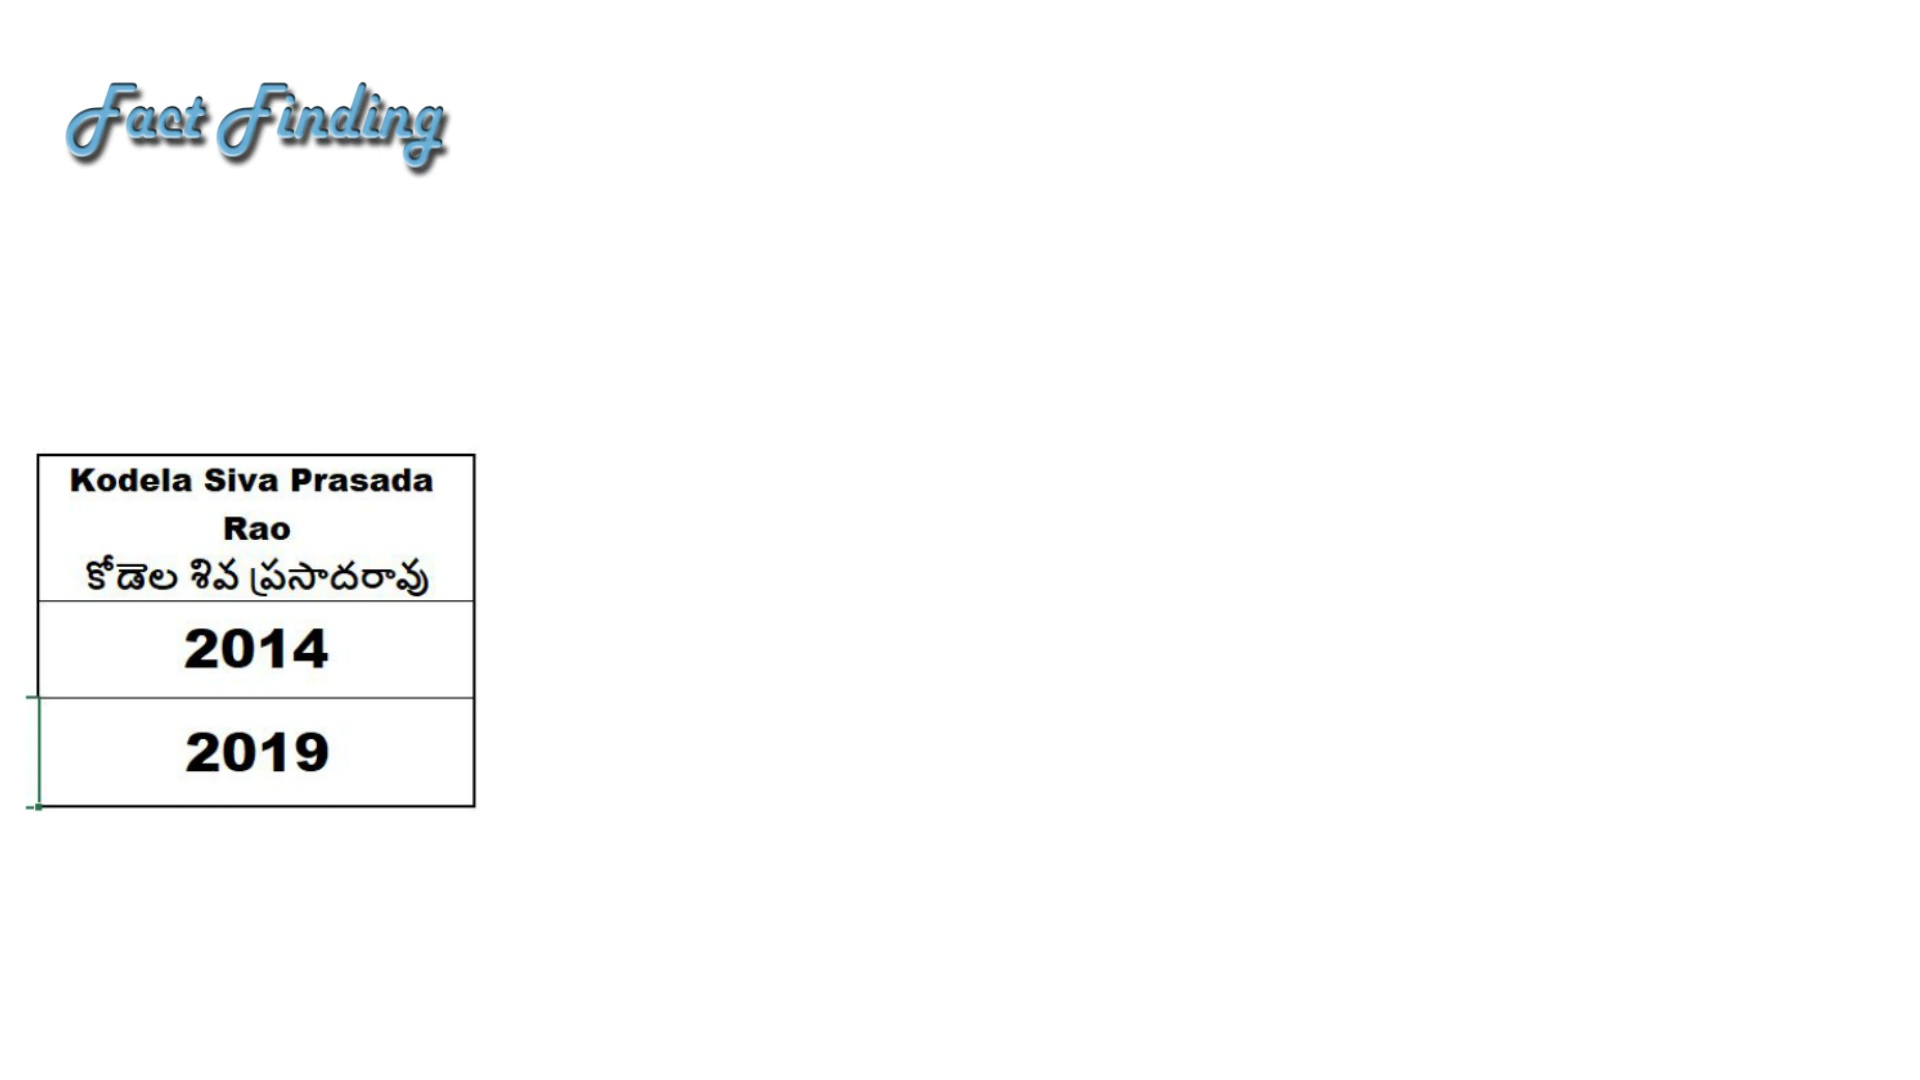 Fact Finding
Kodela Siva Prasada
Rao
కోడెల శివ ప్రసాదరావు
2014
2019